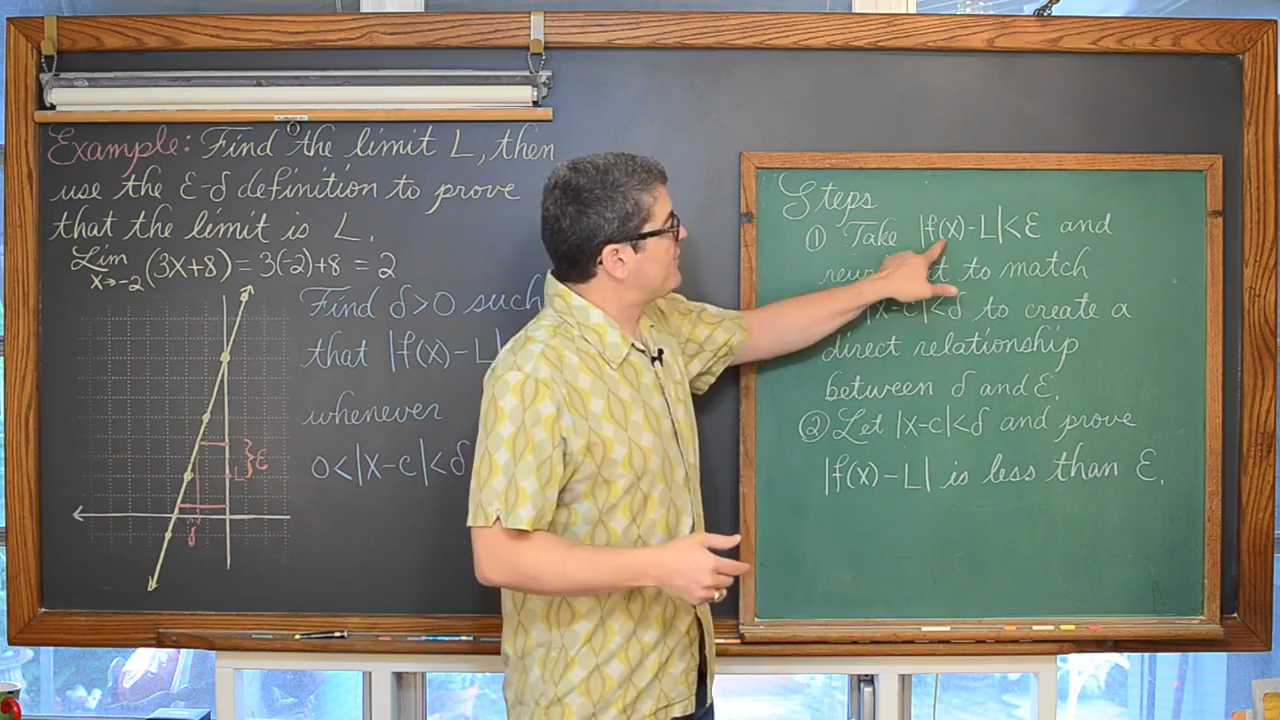 Example: Find the limit L, then
use the ε-δ definition to prove
that the limit is L.
Lim (3x+8) = 3(-2)+8 = 2
x→-2
Find δ>0 such
that |f(x)-L|
whenever
0<|x-c|<δ
L
ε
δ
Steps
① Take |f(x)-L|<ε and
to match
|x-c|<δ to create a
direct relationship
between δ and ε.
② Let |x-c|<δ and prove
|f(x)-L| is less than ε.